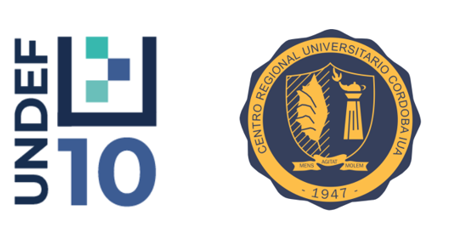 UNDEF
10
CENTRO REGIONAL UNIVERSITARIO CORDOBA IUA
MENS AGITAT MOLEM
- 1947 -